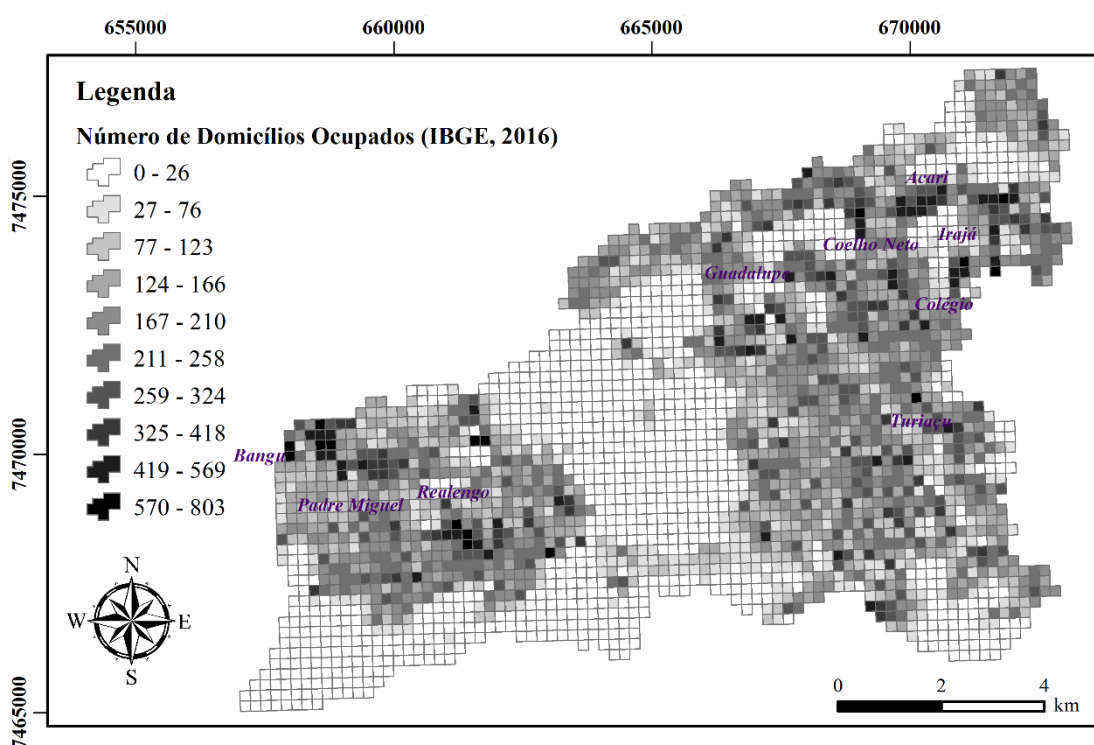 655000 660000 665000 670000
Legenda
Número de Domicílios Ocupados (IBGE, 2016)
0 - 26
27 - 76
77 - 123
124 - 166
167 - 210
211 - 258
259 - 324
325 - 418
419 - 569
570 - 803
7475000
7470000
7465000
Acari
Irajá
Coelho Neto
Guadalupe
Colégio
Turiaçu
Bangu
Realengo
Padre Miguel
N
W E
S
0 2 4
km